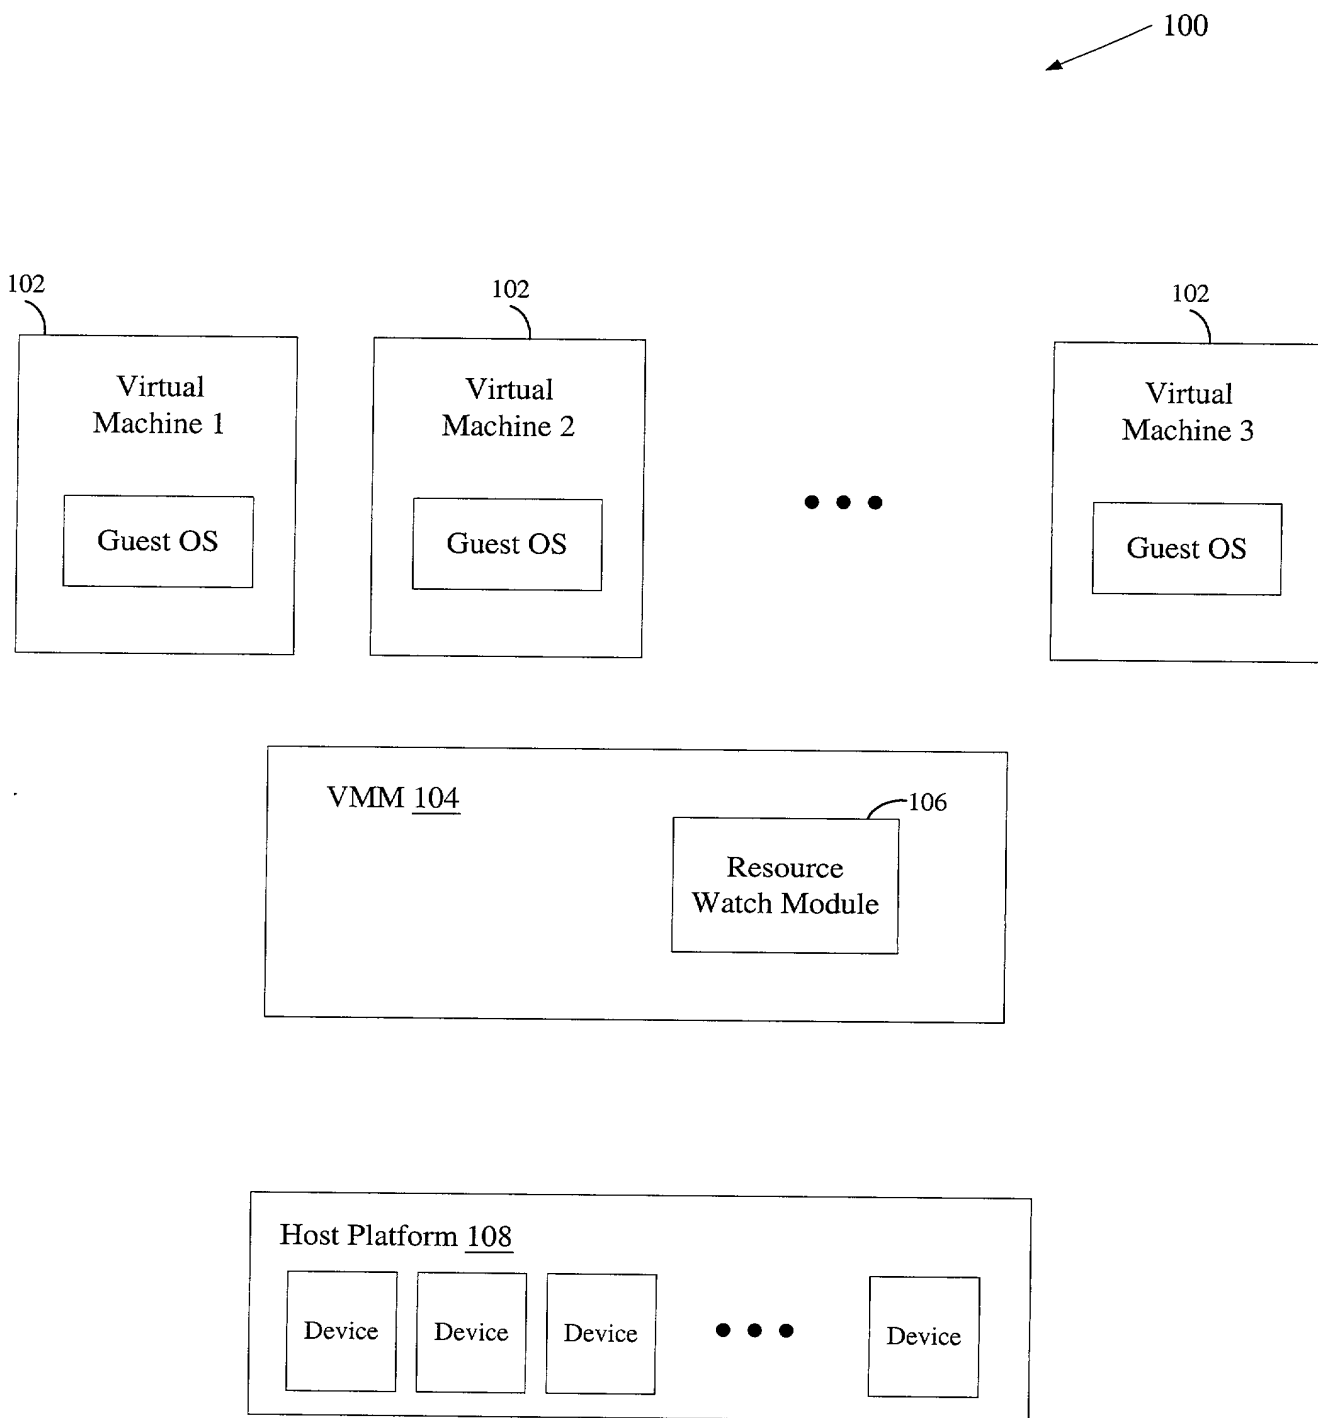 100
102
102
102
Virtual
Machine 1
Virtual
Machine 2
Virtual
Machine 3
Guest OS
Guest OS
Guest OS
VMM 104
106
Resource
Watch Module
Host Platform 108
Device
Device
Device
Device